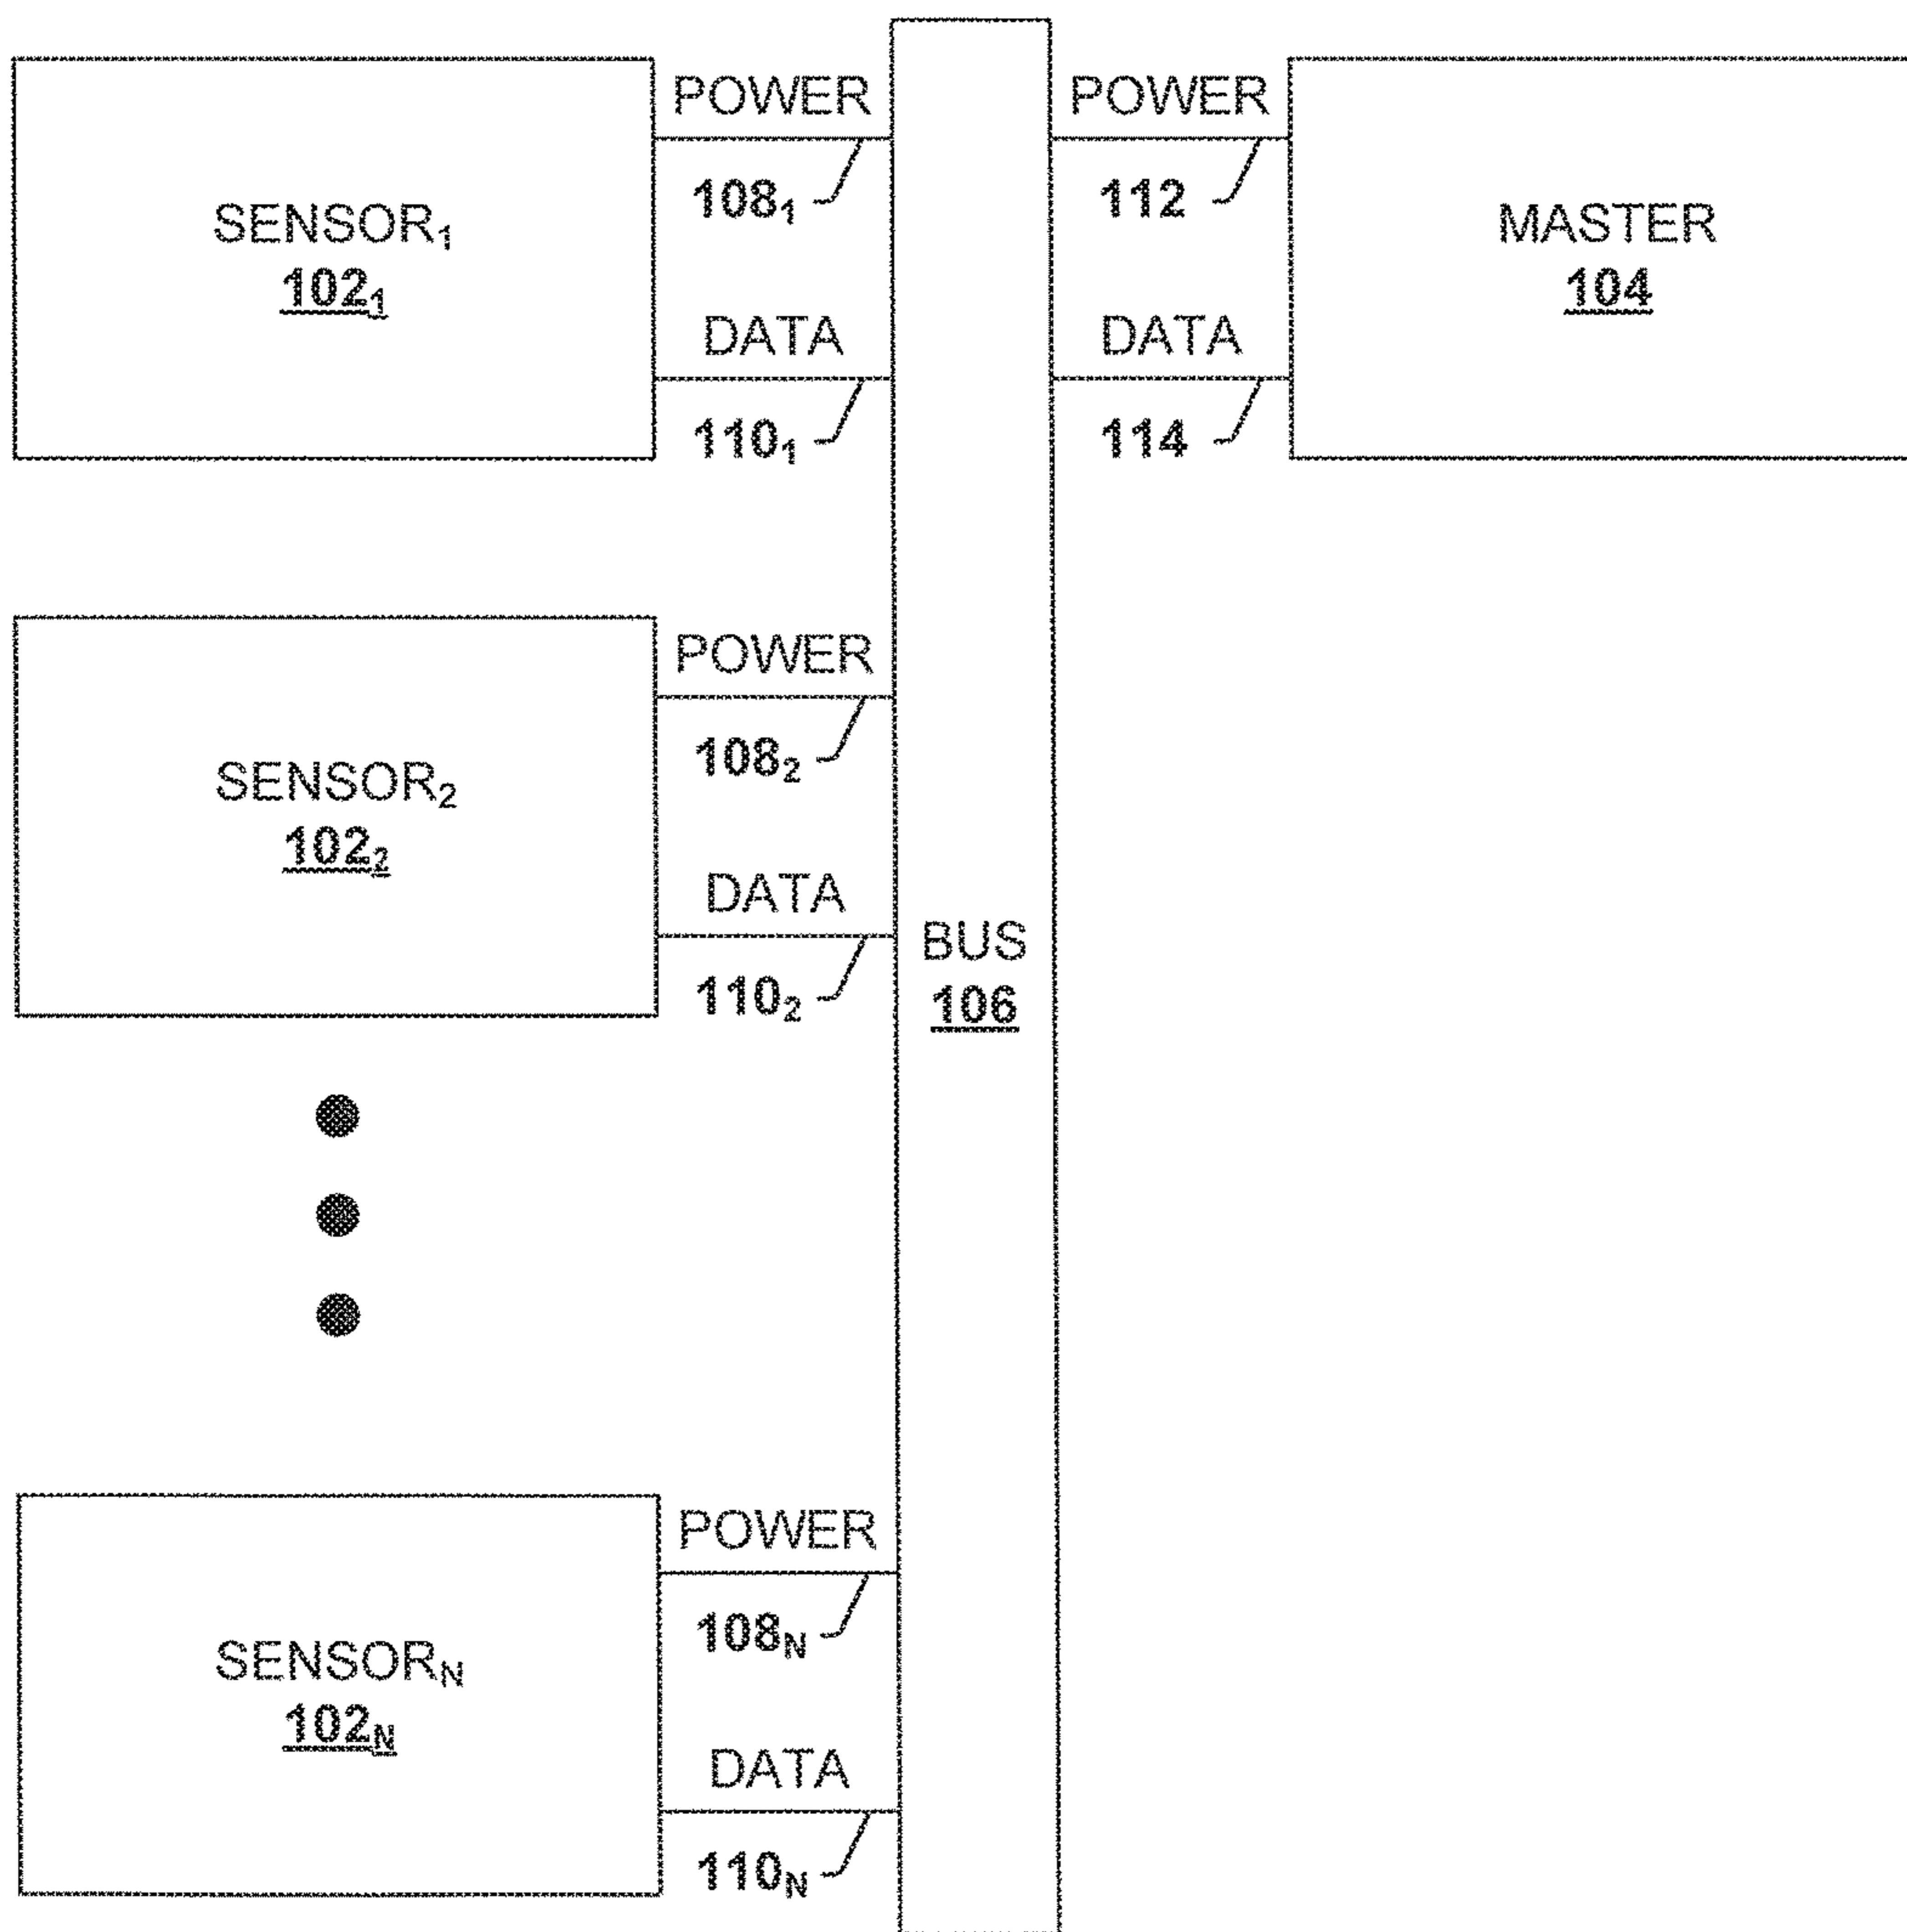 POWER
108₁
SENSOR₁
102₁
DATA
110₁
POWER
112
MASTER
104
DATA
114
POWER
108₂
SENSOR₂
102₂
DATA
110₂
BUS
106
POWER
108N
SENSORN
102N
DATA
110N